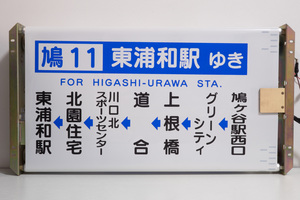 鳩11 東浦和駅 ゆき
FOR HIGASHI-URAWA STA.
鳩ヶ谷駅西口
グリーン
シティ
上根橋
道合
川口北
スポーツセンター
北園住宅
東浦和駅